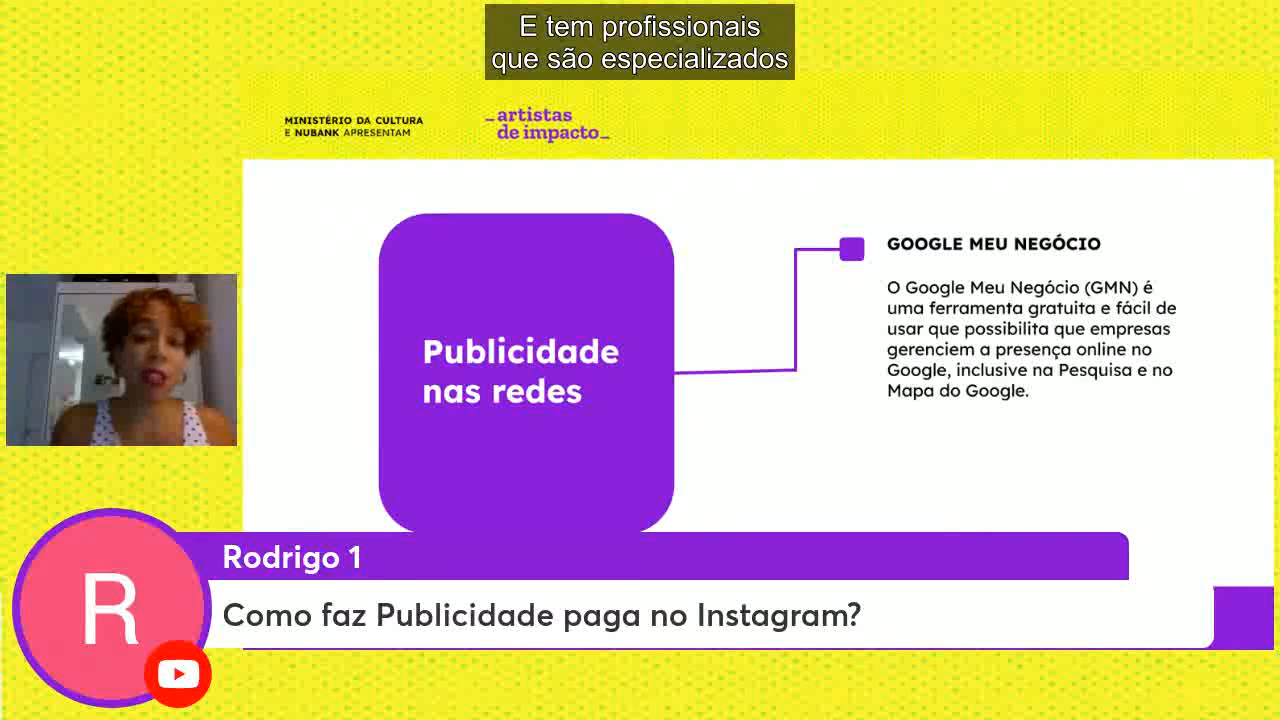 E tem profissionais
que são especializados
MINISTÉRIO DA CULTURA
E NUBANK APRESENTAM
_artistas
de impacto_
Publicidade
nas redes
GOOGLE MEU NEGÓCIO
O Google Meu Negócio (GMN) é
uma ferramenta gratuita e fácil de
usar que possibilita que empresas
gerenciem a presença online no
Google, inclusive na Pesquisa e no
Mapa do Google.
R
Rodrigo 1
Como faz Publicidade paga no Instagram?